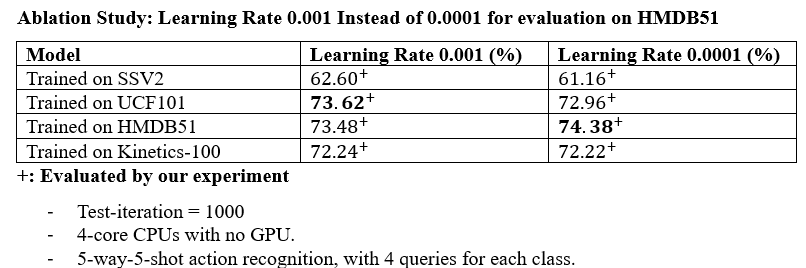 Ablation Study: Learning Rate 0.001 Instead of 0.0001 for evaluation on HMDB51
Model Learning Rate 0.001 (%) Learning Rate 0.0001 (%)
Trained on SSV2 62.60⁺ 61.16⁺
Trained on UCF101 73.62⁺ 72.96⁺
Trained on HMDB51 73.48⁺ 74.38⁺
Trained on Kinetics-100 72.24⁺ 72.22⁺
+: Evaluated by our experiment
- Test-iteration = 1000
- 4-core CPUs with no GPU.
- 5-way-5-shot action recognition, with 4 queries for each class.